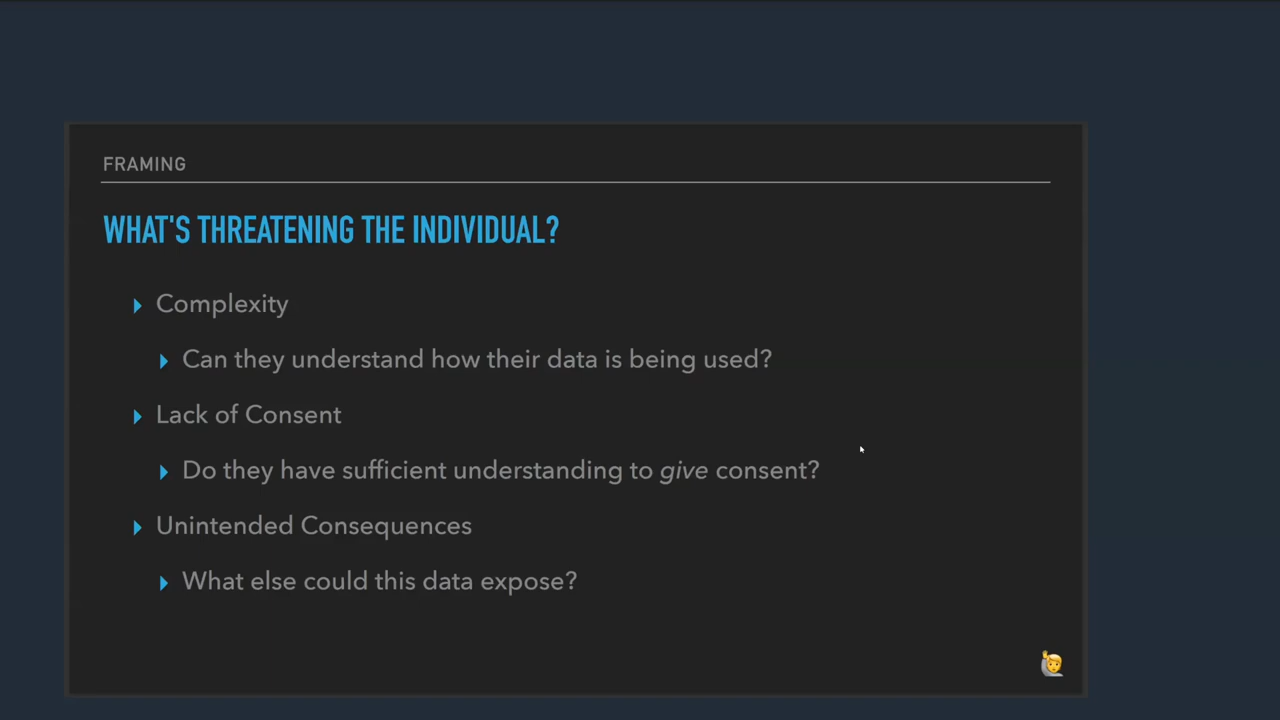 FRAMING
WHAT'S THREATENING THE INDIVIDUAL?
Complexity
Can they understand how their data is being used?
Lack of Consent
Do they have sufficient understanding to give consent?
Unintended Consequences
What else could this data expose?